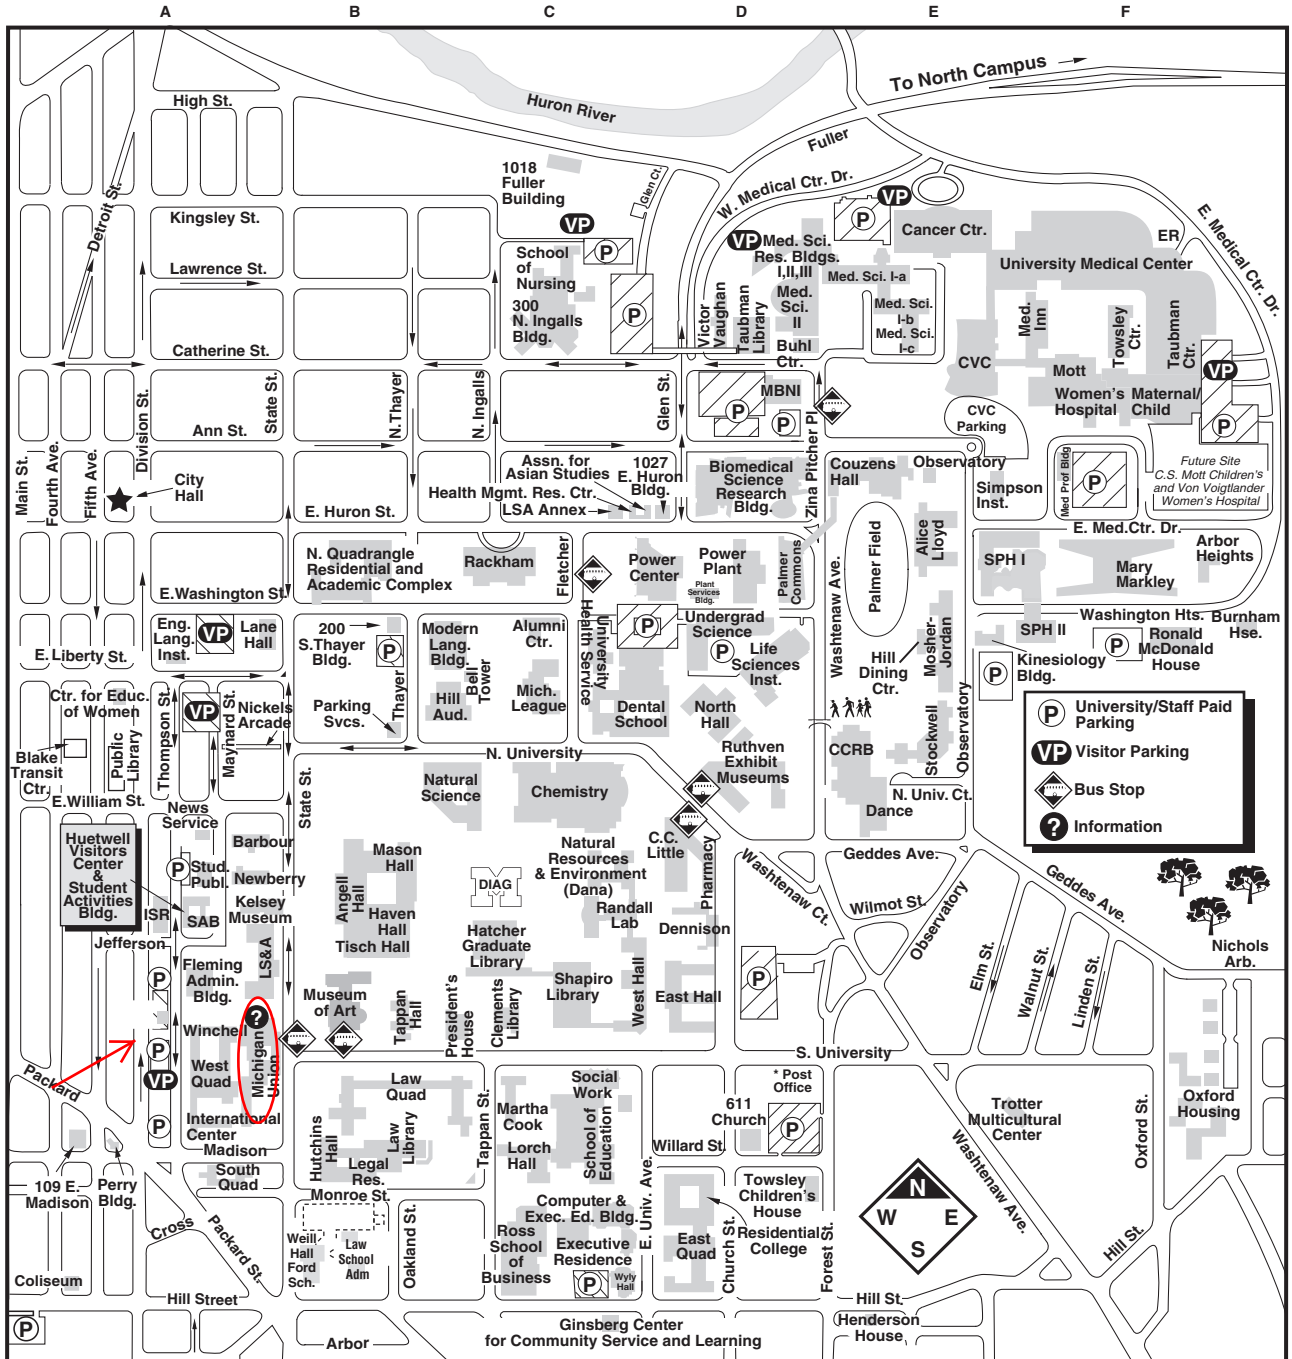 A B C D E F
To North Campus
High St.
Huron River
Fuller
1018
Fuller
Building
Glen Ct.
W. Medical Ctr. Dr.
VP
P
E. Medical Ctr. Dr.
Detroit St.
Kingsley St.
VP
P
Cancer Ctr.
ER
VP
Med. Sci.
Res. Bldgs.
I,II,III
School
of
Nursing
Lawrence St.
University Medical Center
Med. Sci. I-a
300
N. Ingalls
Bldg.
P
Victor
Vaughan
Taubman
Library
Med.
Sci.
II
Med. Sci.
I-b
Med. Sci.
I-c
Med.
Inn
Towsley
Ctr.
Taubman
Ctr.
Catherine St.
Buhl
Ctr.
CVC
Mott
VP
Division St.
State St.
N.Thayer
N. Ingalls
Glen St.
MBNI
P
P
Women's
Hospital
Maternal/
Child
CVC
Parking
P
Ann St.
Main St.
Fourth Ave.
Fifth Ave.
Zina Pitcher Pl.
Assn. for
Asian Studies
1027
E. Huron
Bldg.
Health Mgmt. Res. Ctr.
LSA Annex
Biomedical
Science
Research
Bldg.
Couzens
Hall
Observatory
Simpson
Inst.
Med Prof Bldg
P
Future Site
C.S. Mott Children's
and Von Voigtlander
Women's Hospital
City
Hall
E. Huron St.
E. Med.Ctr. Dr.
N. Quadrangle
Residential and
Academic Complex
Rackham
Fletcher
Power
Center
Power
Plant
Plant
Services
Bldg.
Palmer
Commons
Palmer Field
Alice
Lloyd
SPH I
Mary
Markley
Arbor
Heights
E.Washington St.
Eng.
Lang.
Inst.
VP
Lane
Hall
200
S.Thayer
Bldg.
P
Modern
Lang.
Bldg.
Alumni
Ctr.
University
Health Service
P
Undergrad
Science
P
Life
Sciences
Inst.
Washtenaw Ave.
Hill
Dining
Ctr.
Mosher-
Jordan
SPH II
Washington Hts.
P
Ronald
McDonald
House
Burnham
Hse.
Kinesiology
Bldg.
P
E. Liberty St.
Ctr. for Educ.
of Women
Thompson St.
VP
Maynard St.
Nickels
Arcade
Parking
Svcs.
Thayer
Hill
Aud.
Bell
Tower
Mich.
League
Dental
School
North
Hall
Blake
Transit
Ctr.
Public
Library
N. University
Ruthven
Exhibit
Museums
CCRB
Stockwell
Observatory
P University/Staff Paid
Parking
VP Visitor Parking
Bus Stop
? Information
E.William St.
News
Service
State St.
Natural
Science
Chemistry
N. Univ. Ct.
Dance
Huetwell
Visitors
Center
&
Student
Activities
Bldg.
Barbour
P
Stud.
Publ.
Newberry
Mason
Hall
Angell
Hall
Haven
Hall
Tisch Hall
DIAG
Natural
Resources
& Environment
(Dana)
C.C.
Little
Pharmacy
Washtenaw Ct.
Geddes Ave.
Wilmot St.
Geddes Ave.
Observatory
ISR
SAB
Kelsey
Museum
Jefferson
Hatcher
Graduate
Library
Randall
Lab
Dennison
Elm St.
Walnut St.
Linden St.
Nichols
Arb.
P
Fleming
Admin.
Bldg.
LS&A
Museum
of Art
Tappan
Hall
President's
House
Clements
Library
Shapiro
Library
West Hall
East Hall
P
Winchell
?
Michigan
Union
P
VP
West
Quad
S. University
Packard
Law
Quad
Tappan St.
Social
Work
* Post
Office
611
Church
P
Trotter
Multicultural
Center
Oxford
Housing
Oxford St.
P
International
Center
Madison
Hutchins
Hall
Law
Library
Legal
Res.
Martha
Cook
Lorch
Hall
School of
Education
Willard St.
E. Univ. Ave.
Washtenaw Ave.
109 E.
Madison
Perry
Bldg.
South
Quad
Monroe St.
Towsley
Children's
House
N
W E
S
Cross
Packard St.
Weill
Hall
Ford
Sch.
Law
School
Adm
Oakland St.
Computer &
Exec. Ed. Bldg.
Ross
School
of
Business
Executive
Residence
P
Wyly
Hall
East
Quad
Church St.
Residential
College
Forest St.
Hill St.
Coliseum
Hill Street
Hill St.
P
Arbor
Ginsberg Center
for Community Service and Learning
Henderson
House